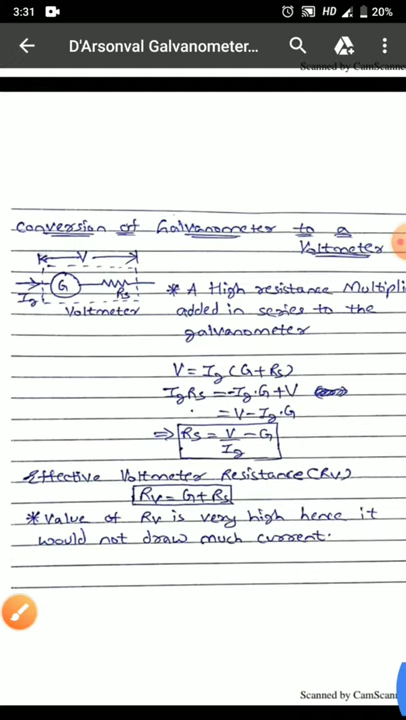 3:31 HD 20%
D'Arsonval Galvanometer...
Scanned by CamScanne
Conversion of Galvanometer to a
Voltmeter
V
G
Ig Rs
Voltmeter
* A High resistance Multipli
added in series to the
galvanometer
V = Ig (G+Rs)
IgRs = -Ig.G+V
= V-Ig.G
⇒ Rs = V/Ig - G
Effective Voltmeter Resistance (RV)
RV = G+Rs
* Value of RV is very high hence it
would not draw much current.
Scanned by CamScanne